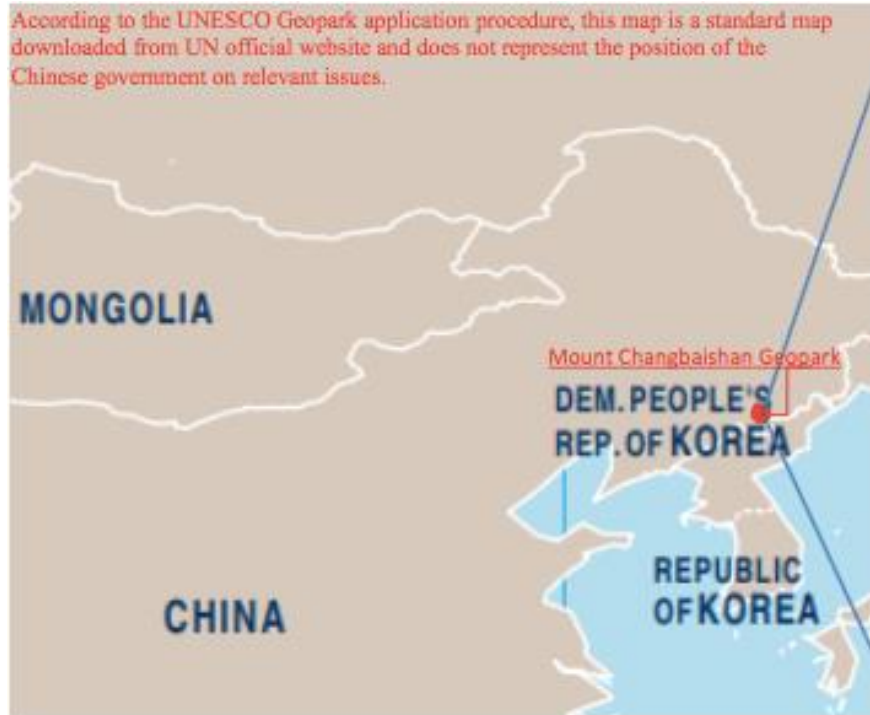 According to the UNESCO Geopark application procedure, this map is a standard map
downloaded from UN official website and does not represent the position of the
Chinese government on relevant issues.
MONGOLIA
Mount Changbaishan Geopark
DEM. PEOPLE'S
REP. OF KOREA
REPUBLIC
OF KOREA
CHINA